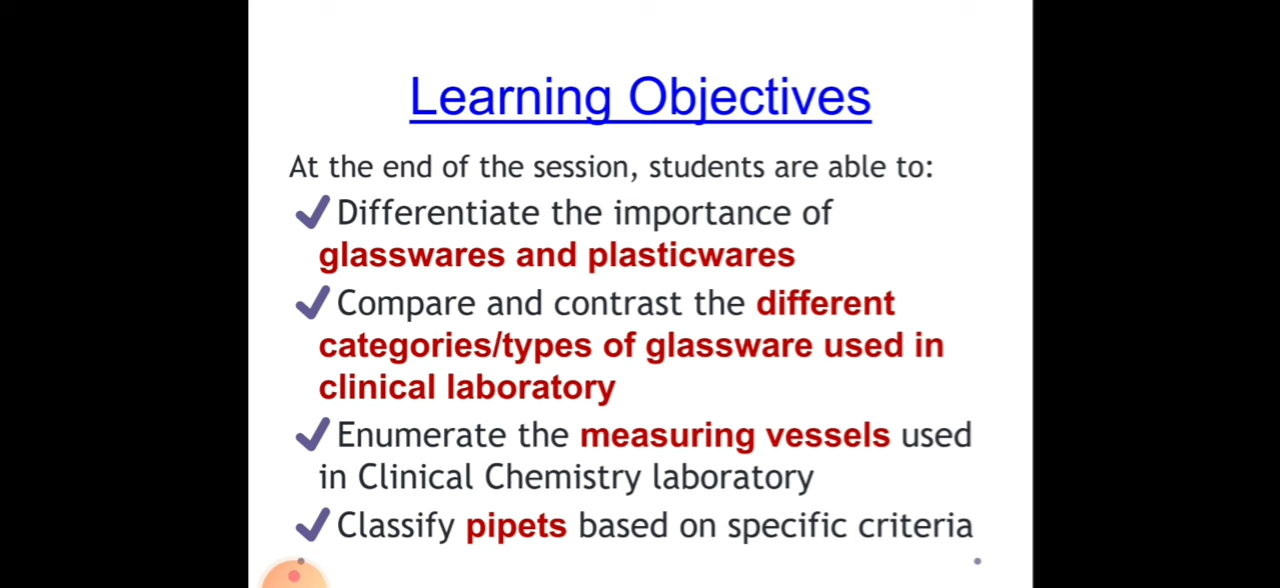 Learning Objectives
At the end of the session, students are able to:
✔Differentiate the importance of
glasswares and plasticwares
✔Compare and contrast the different
categories/types of glassware used in
clinical laboratory
✔Enumerate the measuring vessels used
in Clinical Chemistry laboratory
✔Classify pipets based on specific criteria